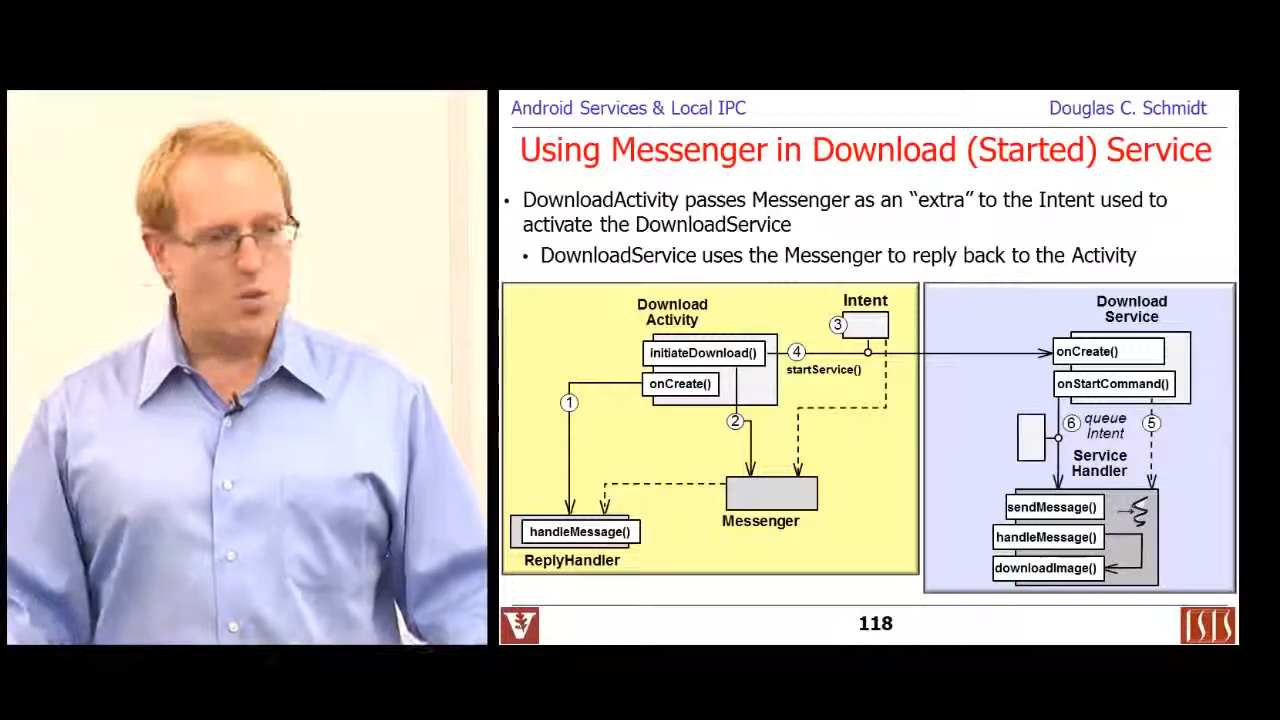 Android Services & Local IPC
Douglas C. Schmidt
Using Messenger in Download (Started) Service
• DownloadActivity passes Messenger as an “extra” to the Intent used to
activate the DownloadService
• DownloadService uses the Messenger to reply back to the Activity
Download
Activity
Intent
3
initiateDownload()
4
startService()
onCreate()
1
2
Messenger
handleMessage()
ReplyHandler
Download
Service
onCreate()
onStartCommand()
6
queue
Intent
5
Service
Handler
sendMessage()
handleMessage()
downloadImage()
V
118
ISIS